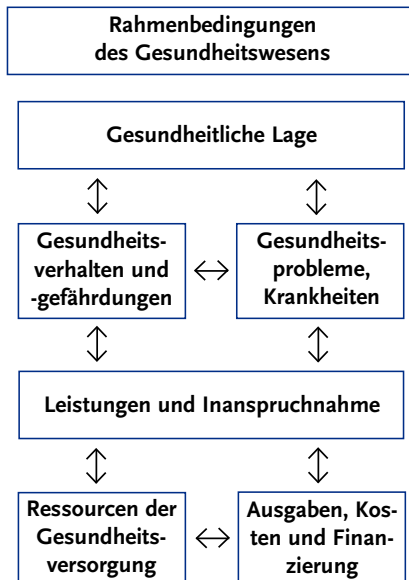 Rahmenbedingungen
des Gesundheitswesens
Gesundheitliche Lage
Gesundheits-
verhalten und
-gefährdungen
Gesundheits-
probleme,
Krankheiten
Leistungen und Inanspruchnahme
Ressourcen der
Gesundheits-
versorgung
Ausgaben, Kos-
ten und Finan-
zierung